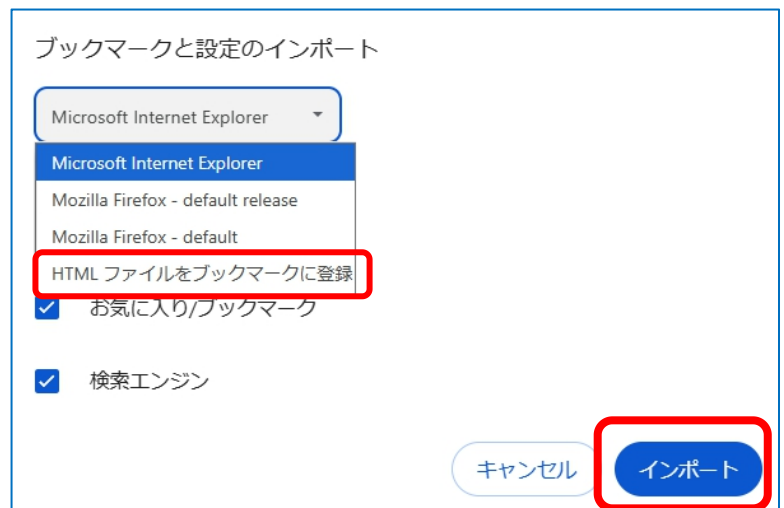 ブックマークと設定のインポート
Microsoft Internet Explorer
Microsoft Internet Explorer
Mozilla Firefox - default release
Mozilla Firefox - default
HTML ファイルをブックマークに登録
お気に入り/ブックマーク
検索エンジン
キャンセル
インポート